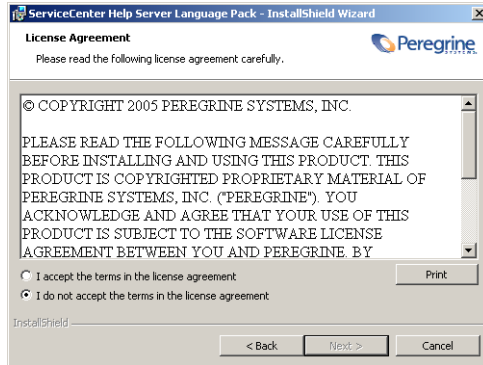 ServiceCenter Help Server Language Pack - InstallShield Wizard
License Agreement
Please read the following license agreement carefully.
Peregrine
SYSTEMS
© COPYRIGHT 2005 PEREGRINE SYSTEMS, INC.
PLEASE READ THE FOLLOWING MESSAGE CAREFULLY
BEFORE INSTALLING AND USING THIS PRODUCT. THIS
PRODUCT IS COPYRIGHTED PROPRIETARY MATERIAL OF
PEREGRINE SYSTEMS, INC. ("PEREGRINE"). YOU
ACKNOWLEDGE AND AGREE THAT YOUR USE OF THIS
PRODUCT IS SUBJECT TO THE SOFTWARE LICENSE
AGREEMENT BETWEEN YOU AND PEREGRINE. BY
I accept the terms in the license agreement
Print
I do not accept the terms in the license agreement
InstallShield
< Back
Next >
Cancel